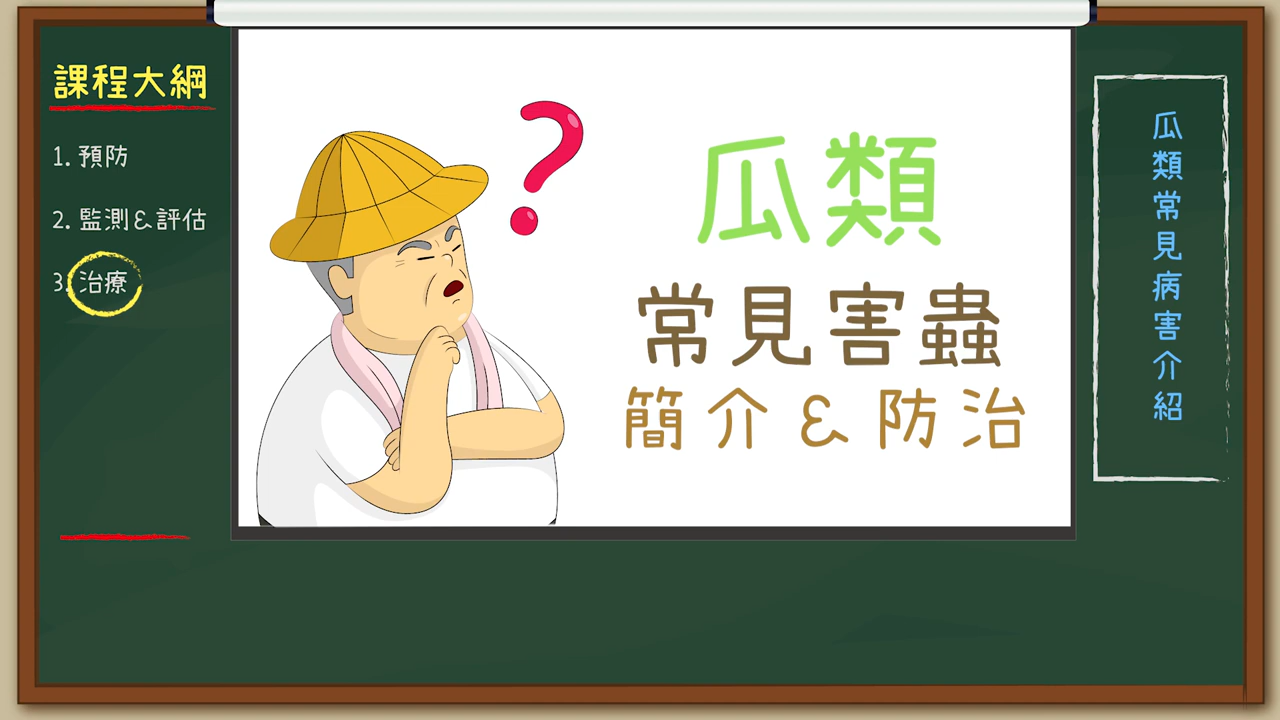 課程大綱
1. 預防
2. 監測&評估
3. 治療
?
瓜類
常見害蟲
簡介&防治
瓜類常見病害介紹